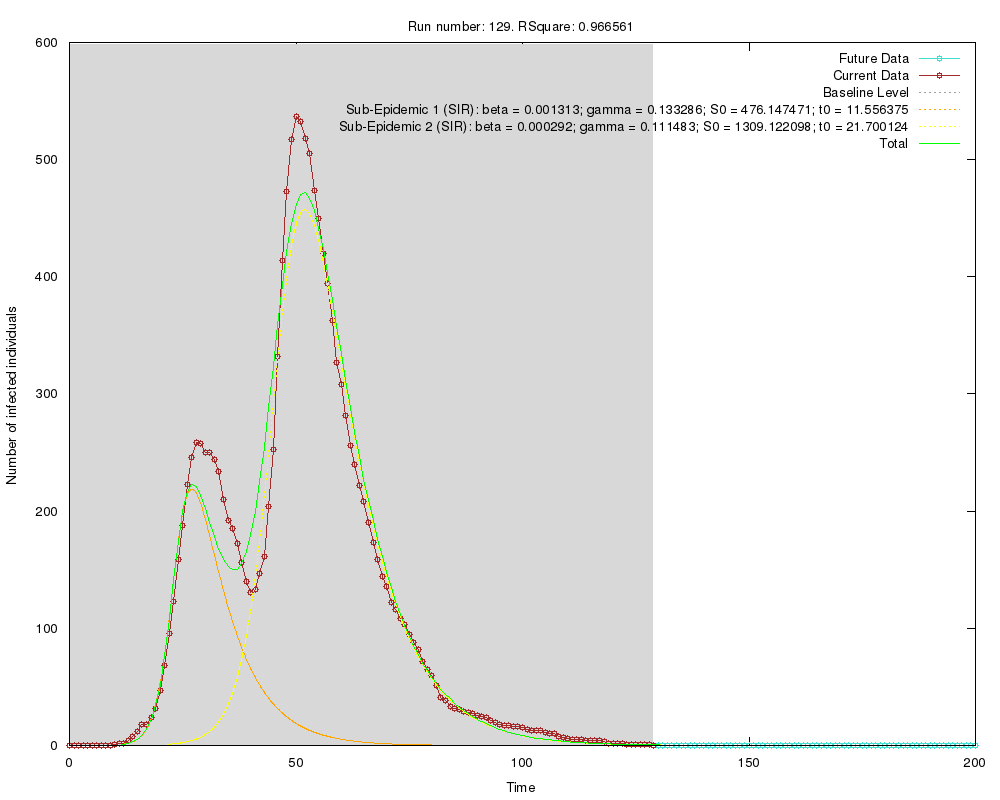 Run number: 129. RSquare: 0.966561
600
500
400
300
200
100
0
Number of infected individuals
Future Data
Current Data
Baseline Level
Sub-Epidemic 1 (SIR): beta = 0.001313; gamma = 0.133286; S0 = 476.147471; t0 = 11.556375
Sub-Epidemic 2 (SIR): beta = 0.000292; gamma = 0.111483; S0 = 1309.122098; t0 = 21.700124
Total
0 50 100 150 200
Time